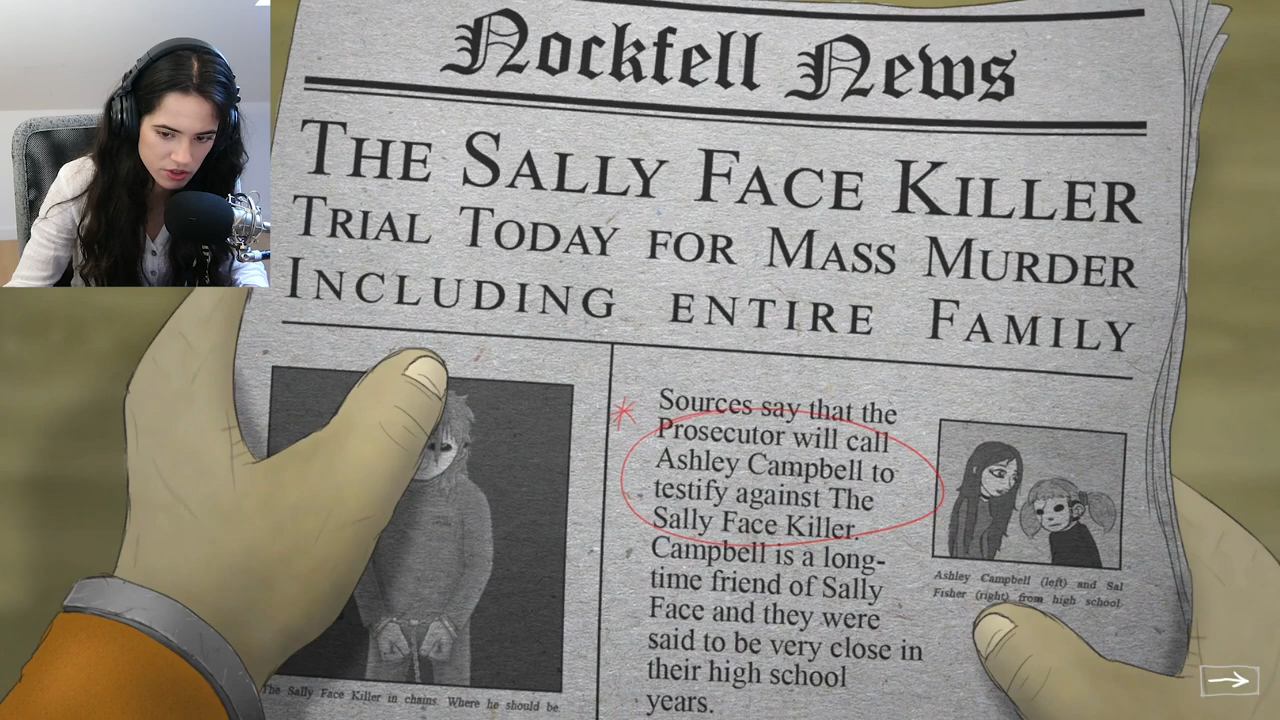 Nockfell News
THE SALLY FACE KILLER
TRIAL TODAY FOR MASS MURDER
INCLUDING ENTIRE FAMILY
* Sources say that the
Prosecutor will call
Ashley Campbell to
testify against The
Sally Face Killer.
Campbell is a long-
time friend of Sally
Face and they were
said to be very close in
their high school
years.
Ashley Campbell (left) and Sal
Fisher (right) from high school.
The Sally Face Killer in chains. Where he should be.